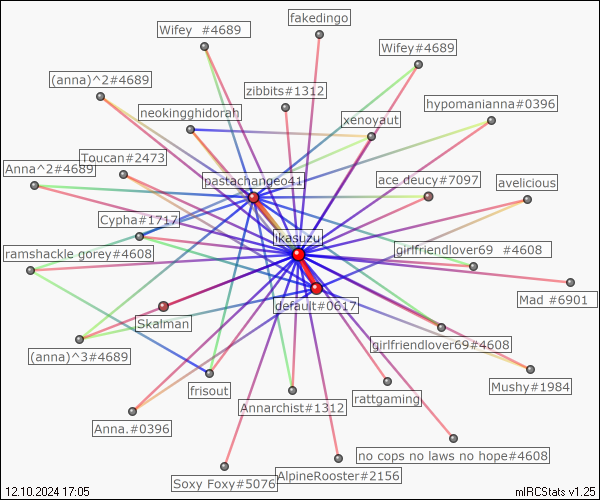 fakedingo
Wifey  #4689
Wifey#4689
(anna)^2#4689
zibbits#1312
hypomanianna#0396
neokingghidorah
xenoyaut
Toucan#2473
Anna^2#4689
pastachangeo41
ace.deucy#7097
avelicious
Cypha#1717
ikasuzu
ramshackle gorey#4608
girlfriendlover69  #4608
Mad #6901
default#0617
Skalman
girlfriendlover69#4608
(anna)^3#4689
Mushy#1984
frisout
rattgaming
Annarchist#1312
Anna.#0396
no cops no laws no hope#4608
AlpineRooster#2156
Soxy Foxy#5076
12.10.2024 17:05
mIRCStats v1.25